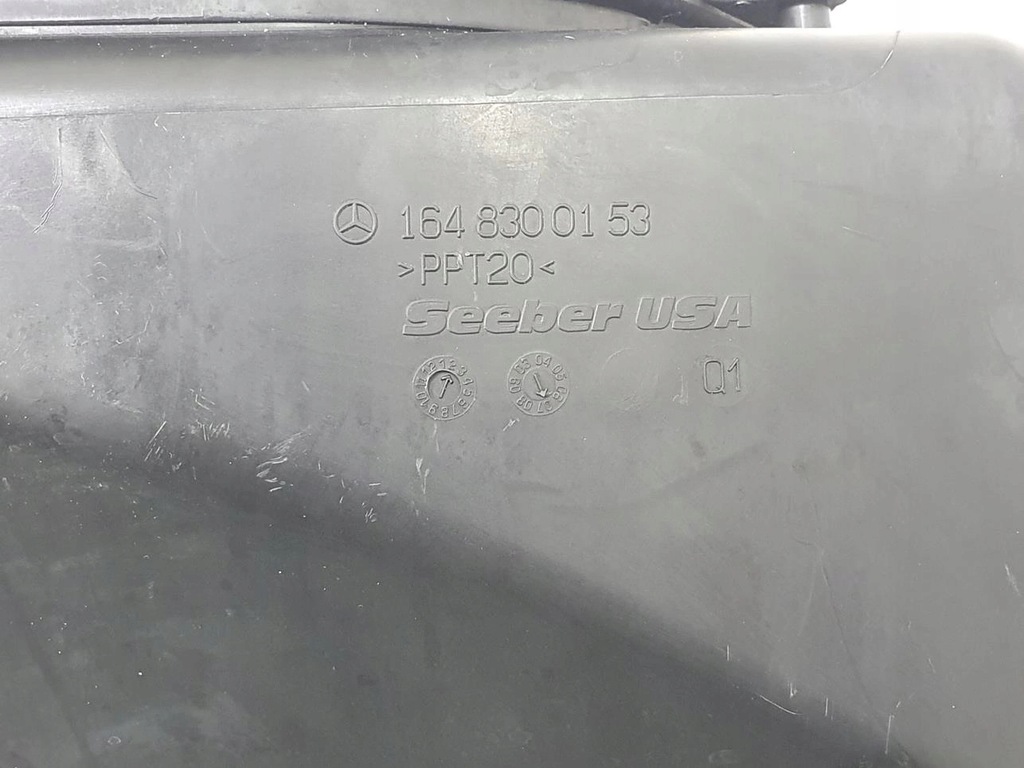 164 830 01 53
>PPT20<
Seeber USA
Q1